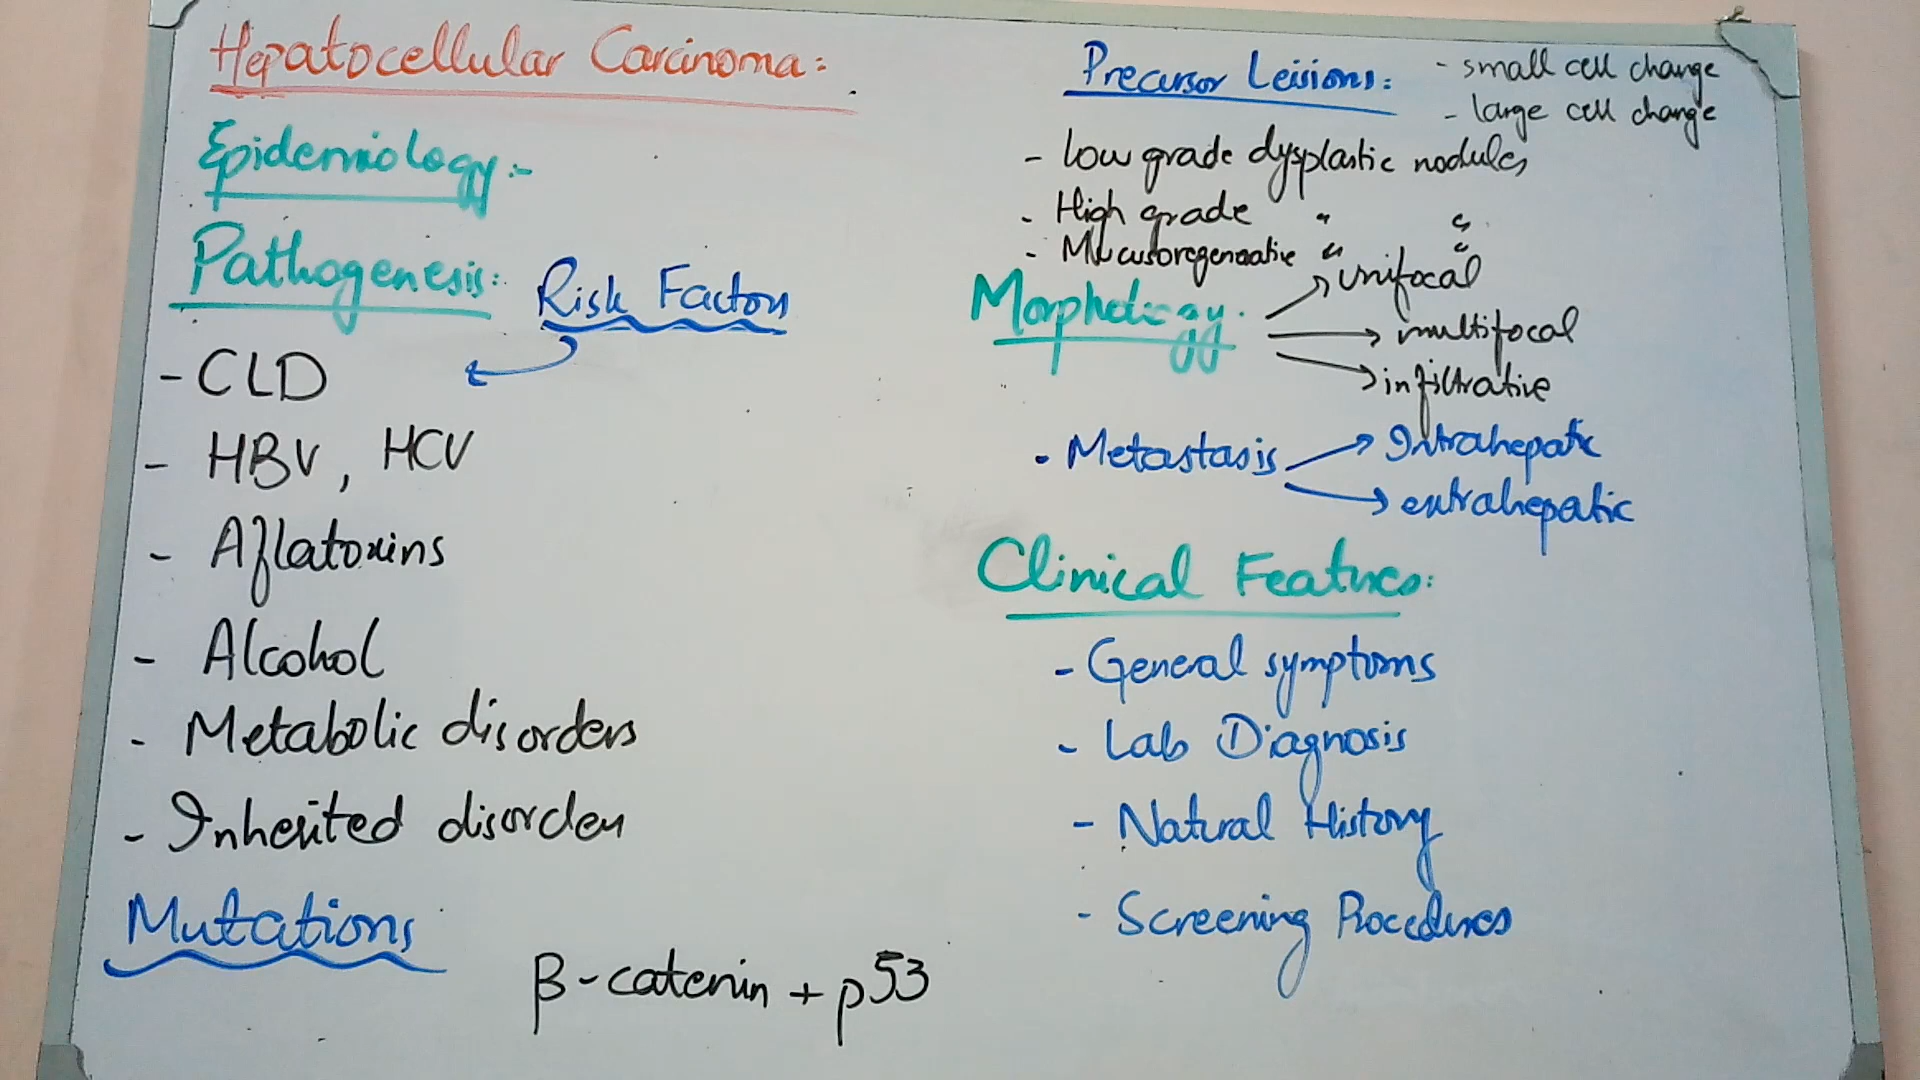 Hepatocellular Carcinoma:
Epidemiology:-
Pathogenesis:
Risk Factors
- CLD
- HBV, HCV
- Aflatoxins
- Alcohol
- Metabolic disorders
- Inherited disorders
Mutations
β-catenin + p53
Precursor Leisions:
- small cell change
- large cell change
- low grade dysplastic nodules
- High grade " "
- " "
Morphology.
unifocal
multifocal
infiltrative
• Metastasis
Intrahepatic
extrahepatic
Clinical Features:
- General symptoms
- Lab Diagnosis
- Natural History
- Screening Procedures